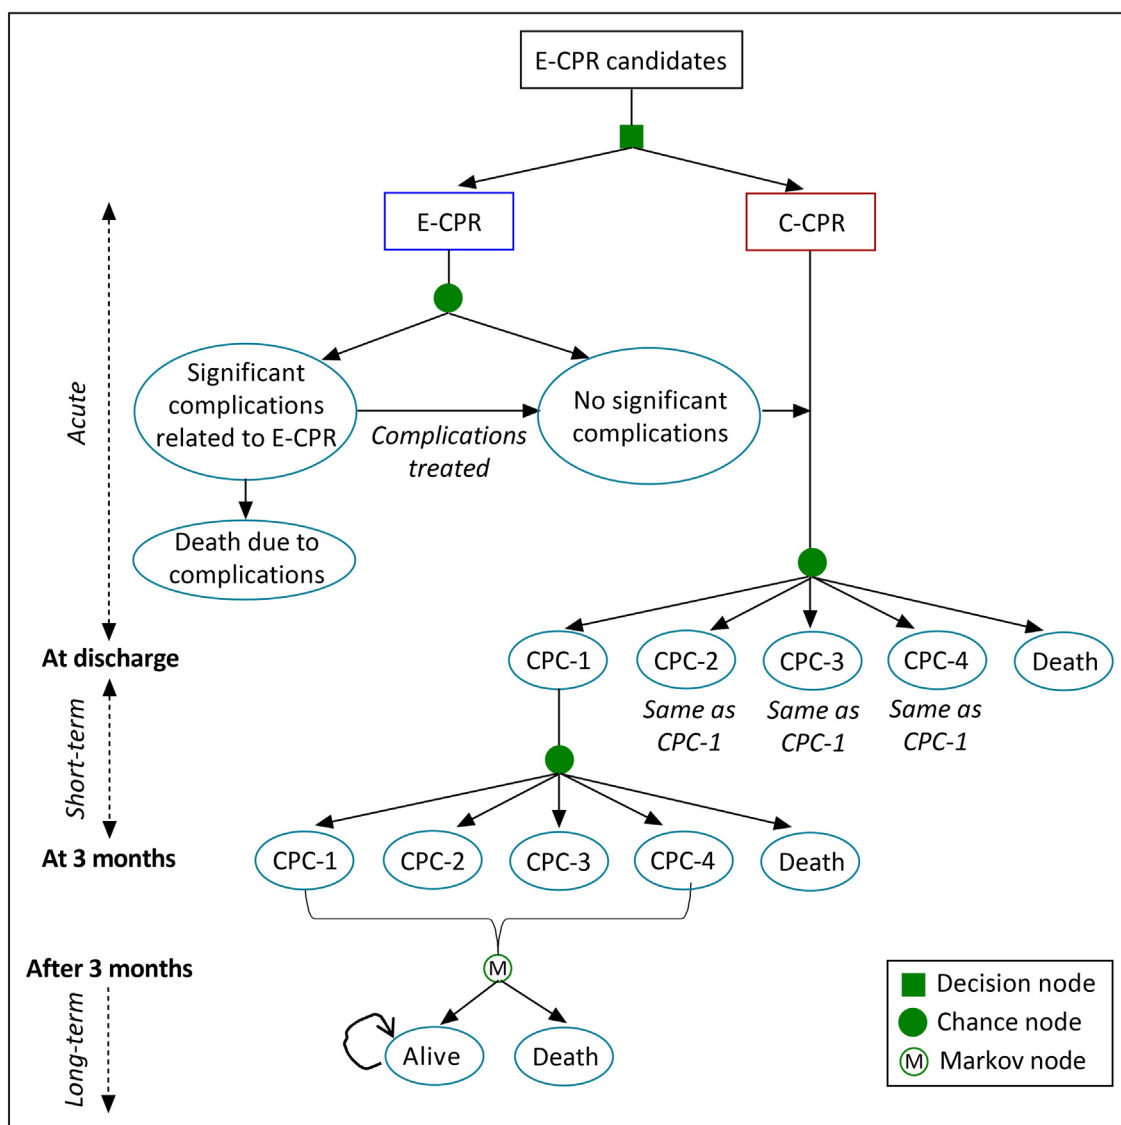 E-CPR candidates
E-CPR
C-CPR
Acute
Significant
complications
related to E-CPR
Complications
treated
No significant
complications
Death due to
complications
At discharge
CPC-1
CPC-2
CPC-3
CPC-4
Death
Same as
CPC-1
Same as
CPC-1
Same as
CPC-1
Short-term
At 3 months
CPC-1
CPC-2
CPC-3
CPC-4
Death
After 3 months
M
Long-term
Alive
Death
Decision node
Chance node
M Markov node